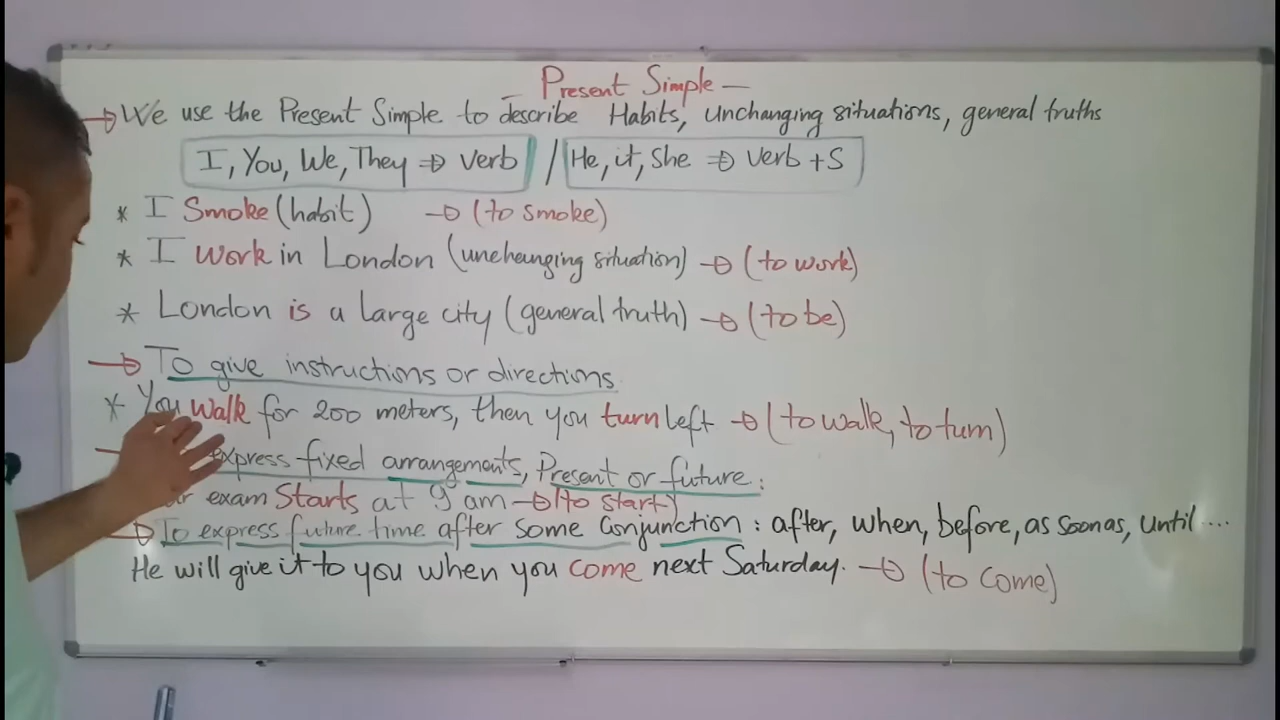 – Present Simple –
→ We use the Present Simple to describe Habits, unchanging situations, general truths
I, You, We, They ⇒ verb / He, it, She ⇒ verb + S
* I Smoke (habit) → (to smoke)
* I work in London (uncheunging situation) → (to work)
* London is a large city (general truth) → (to be)
→ To give instructions or directions
* You walk for 200 meters, then you turn left → (to walk, to turn)
express fixed arrangements, Present or future:
exam Starts at 9 am → (to start)
→ To express future time after some Conjunction: after, when, before, as soon as, until ...
He will give it to you when you come next Saturday. → (to come)